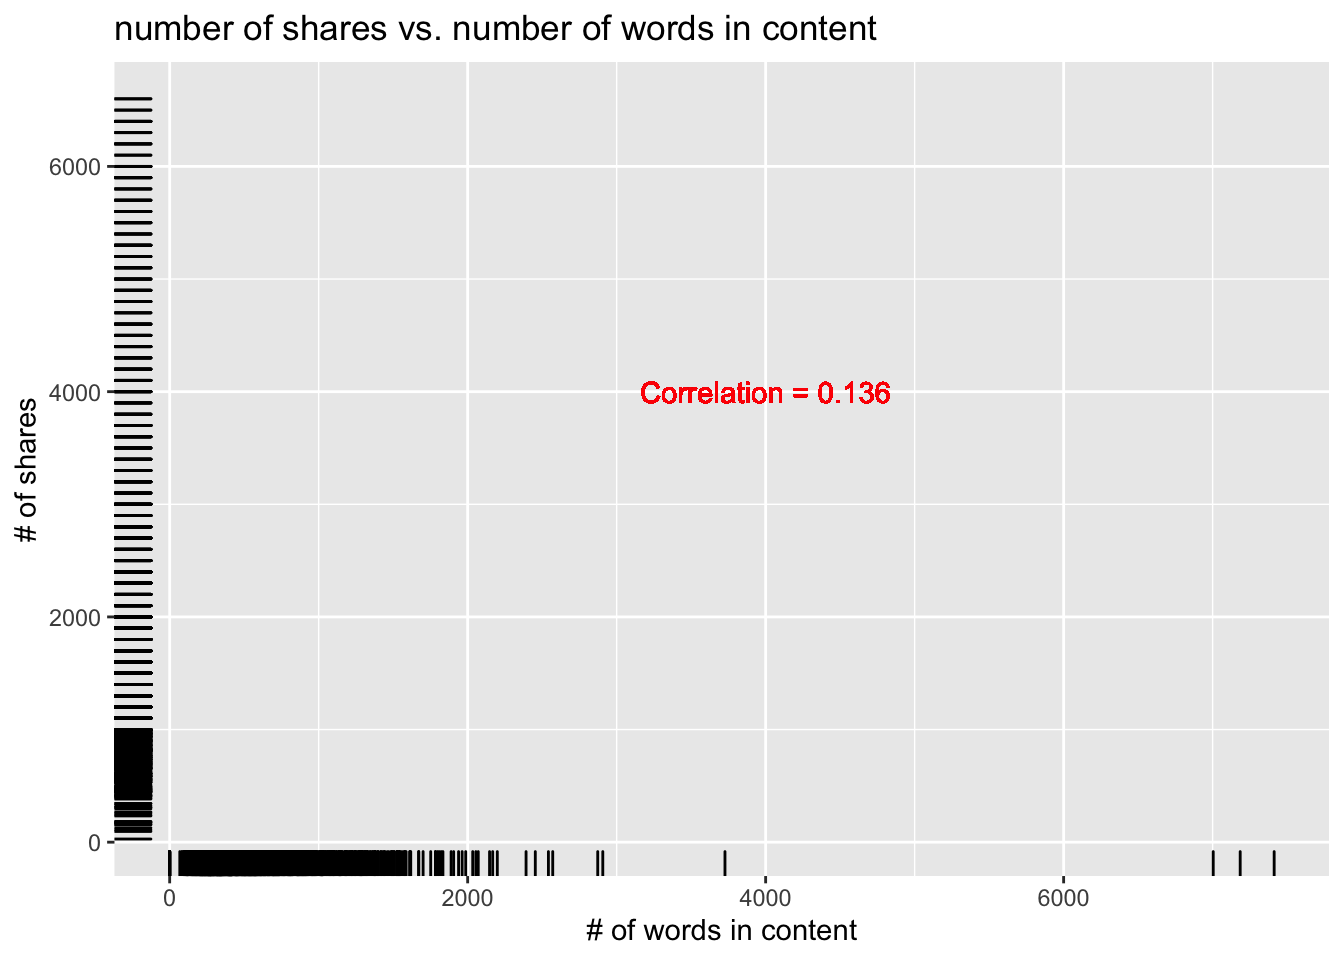 number of shares vs. number of words in content
6000
4000
2000
0
# of shares
Correlation = 0.136
0 2000 4000 6000
# of words in content